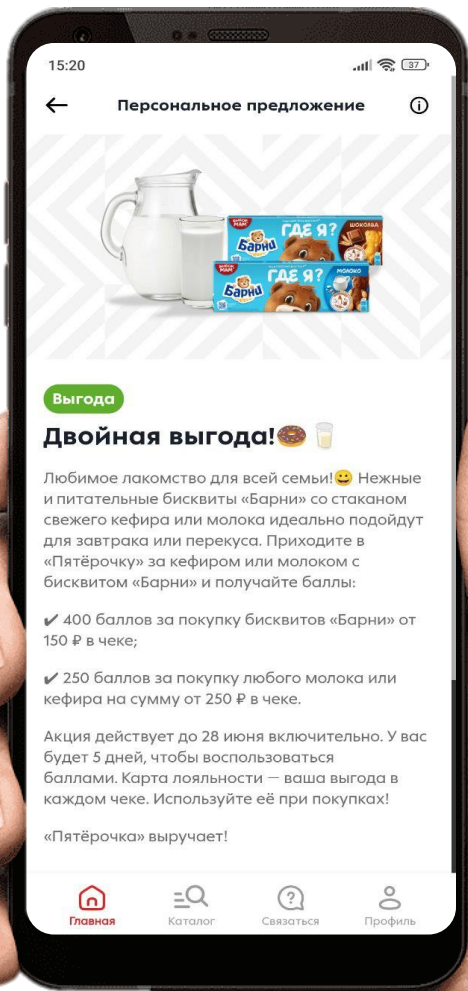 15:20
37
Персональное предложение
БАРНИ
ГДЕ Я?
ШОКОЛАД
БАРНИ
ГДЕ Я?
МОЛОКО
Выгода
Двойная выгода!🍩🥛
Любимое лакомство для всей семьи!😀 Нежные
и питательные бисквиты «Барни» со стаканом
свежего кефира или молока идеально подойдут
для завтрака или перекуса. Приходите в
«Пятёрочку» за кефиром или молоком с
бисквитом «Барни» и получайте баллы:
✔ 400 баллов за покупку бисквитов «Барни» от
150 ₽ в чеке;
✔ 250 баллов за покупку любого молока или
кефира на сумму от 250 ₽ в чеке.
Акция действует до 28 июня включительно. У вас
будет 5 дней, чтобы воспользоваться
баллами. Карта лояльности — ваша выгода в
каждом чеке. Используйте её при покупках!
«Пятёрочка» выручает!
Главная
Каталог
Связаться
Профиль